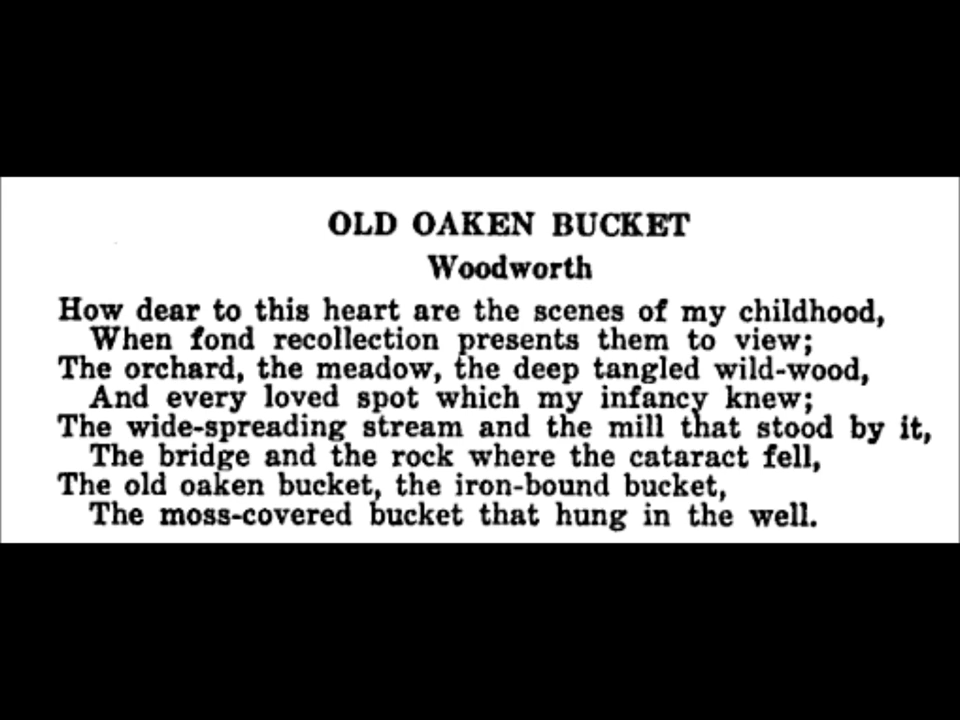 OLD OAKEN BUCKET
Woodworth
How dear to this heart are the scenes of my childhood,
When fond recollection presents them to view;
The orchard, the meadow, the deep tangled wild-wood,
And every loved spot which my infancy knew;
The wide-spreading stream and the mill that stood by it,
The bridge and the rock where the cataract fell,
The old oaken bucket, the iron-bound bucket,
The moss-covered bucket that hung in the well.